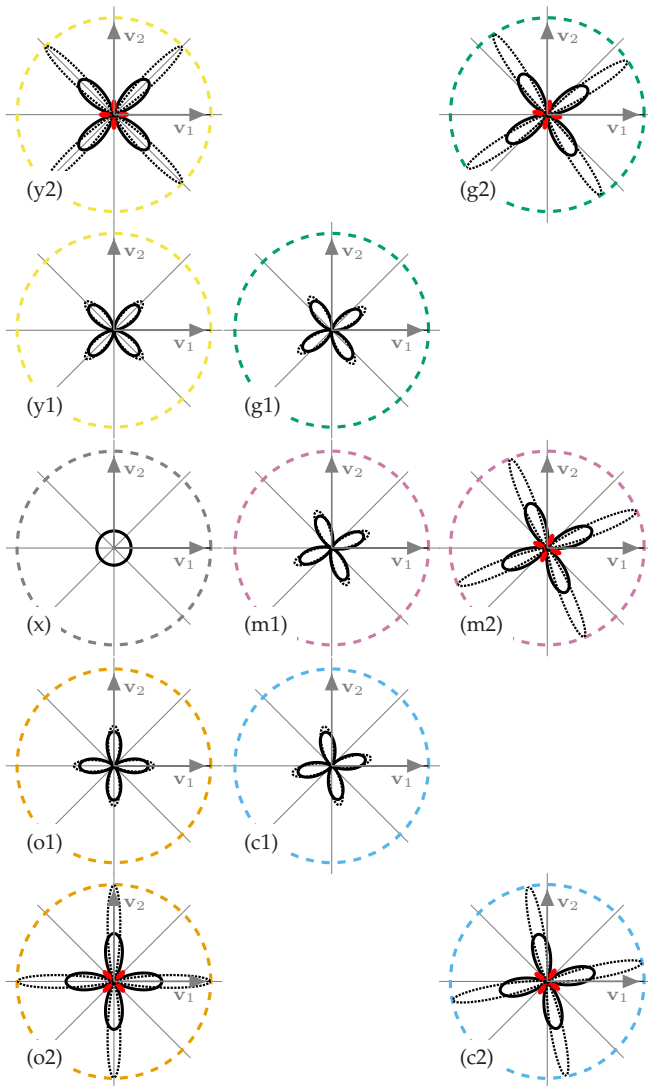 v₂
v₁
(y2)
v₂
v₁
(g2)
v₂
v₁
(y1)
v₂
v₁
(g1)
v₂
v₁
(x)
v₂
v₁
(m1)
v₂
v₁
(m2)
v₂
v₁
(o1)
v₂
v₁
(c1)
v₂
v₁
(o2)
v₂
v₁
(c2)